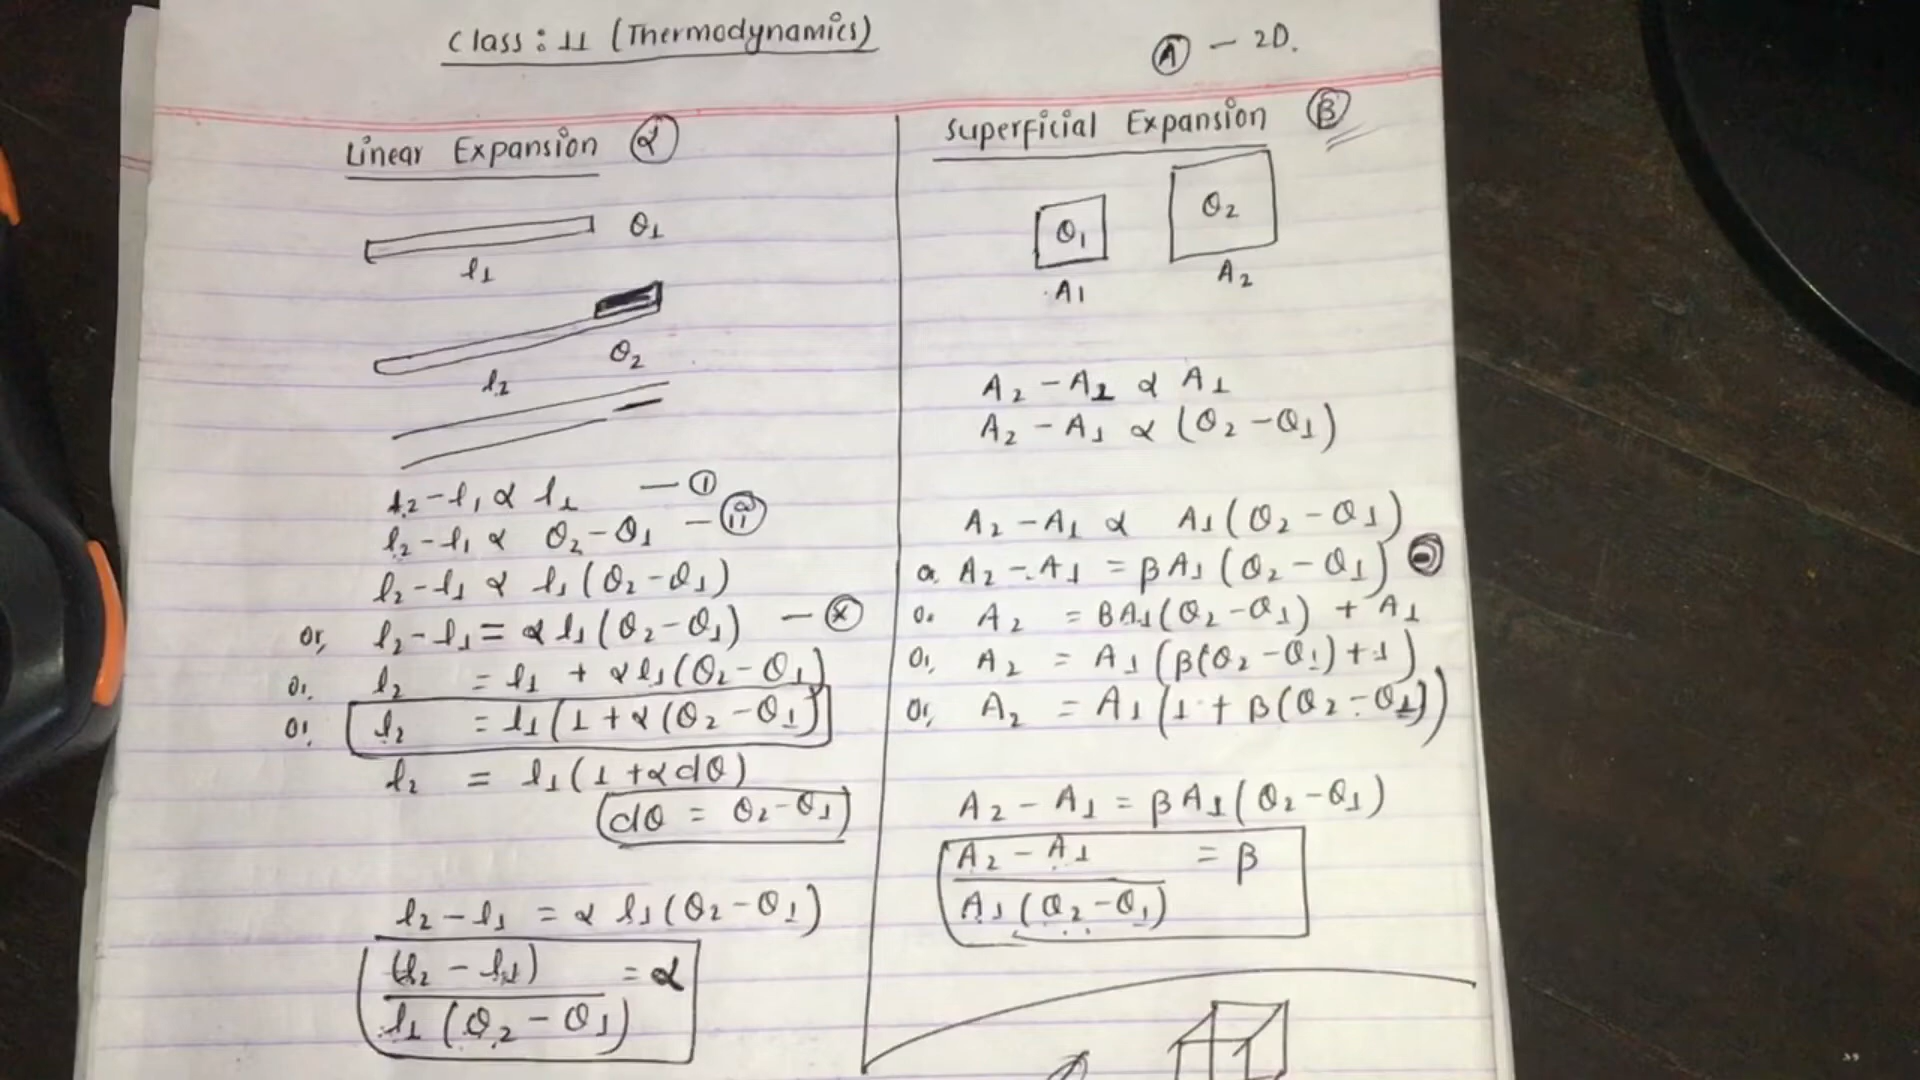 Class: 11 (Thermodynamics)
A - 2D.
Linear Expansion α
θ1
l1
θ2
l2
l2 - l1 α l1 — (i)
l2 - l1 α θ2 - θ1 — (ii)
l2 - l1 α l1 (θ2 - θ1)
Or, l2 - l1 = α l1 (θ2 - θ1) — (*)
Or, l2 = l1 + α l1 (θ2 - θ1)
Or, l2 = l1 (1 + α (θ2 - θ1)
l2 = l1 (1 + α dθ)
dθ = θ2 - θ1
l2 - l1 = α l1 (θ2 - θ1)
(l2 - l1) = α
l1 (θ2 - θ1)
Superficial Expansion β
θ1
θ2
A1
A2
A2 - A1 α A1
A2 - A1 α (θ2 - θ1)
A2 - A1 α A1 (θ2 - θ1)
Or A2 - A1 = β A1 (θ2 - θ1)
Or A2 = β A1 (θ2 - θ1) + A1
Or, A2 = A1 (β(θ2 - θ1) + 1)
Or, A2 = A1 (1 + β (θ2 - θ1))
A2 - A1 = β A1 (θ2 - θ1)
A2 - A1 = β
A1 (θ2 - θ1)